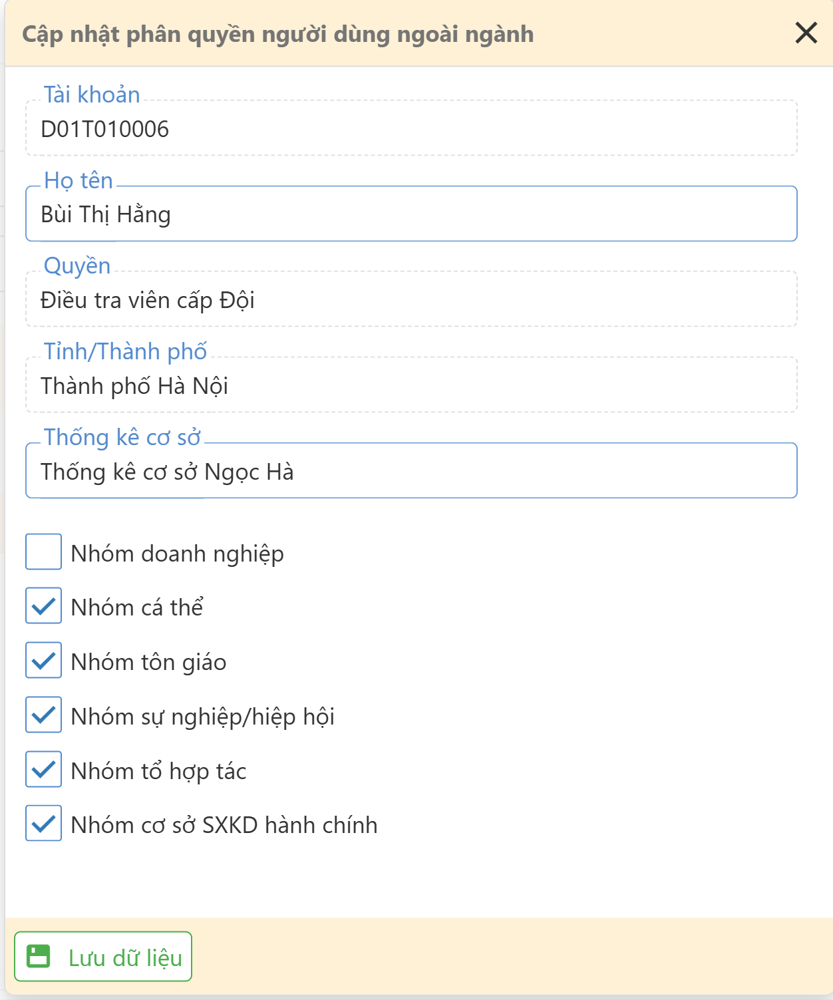 Cập nhật phân quyền người dùng ngoài ngành
Tài khoản
D01T010006
Họ tên
Bùi Thị Hằng
Quyền
Điều tra viên cấp Đội
Tỉnh/Thành phố
Thành phố Hà Nội
Thống kê cơ sở
Thống kê cơ sở Ngọc Hà
Nhóm doanh nghiệp
Nhóm cá thể
Nhóm tôn giáo
Nhóm sự nghiệp/hiệp hội
Nhóm tổ hợp tác
Nhóm cơ sở SXKD hành chính
Lưu dữ liệu